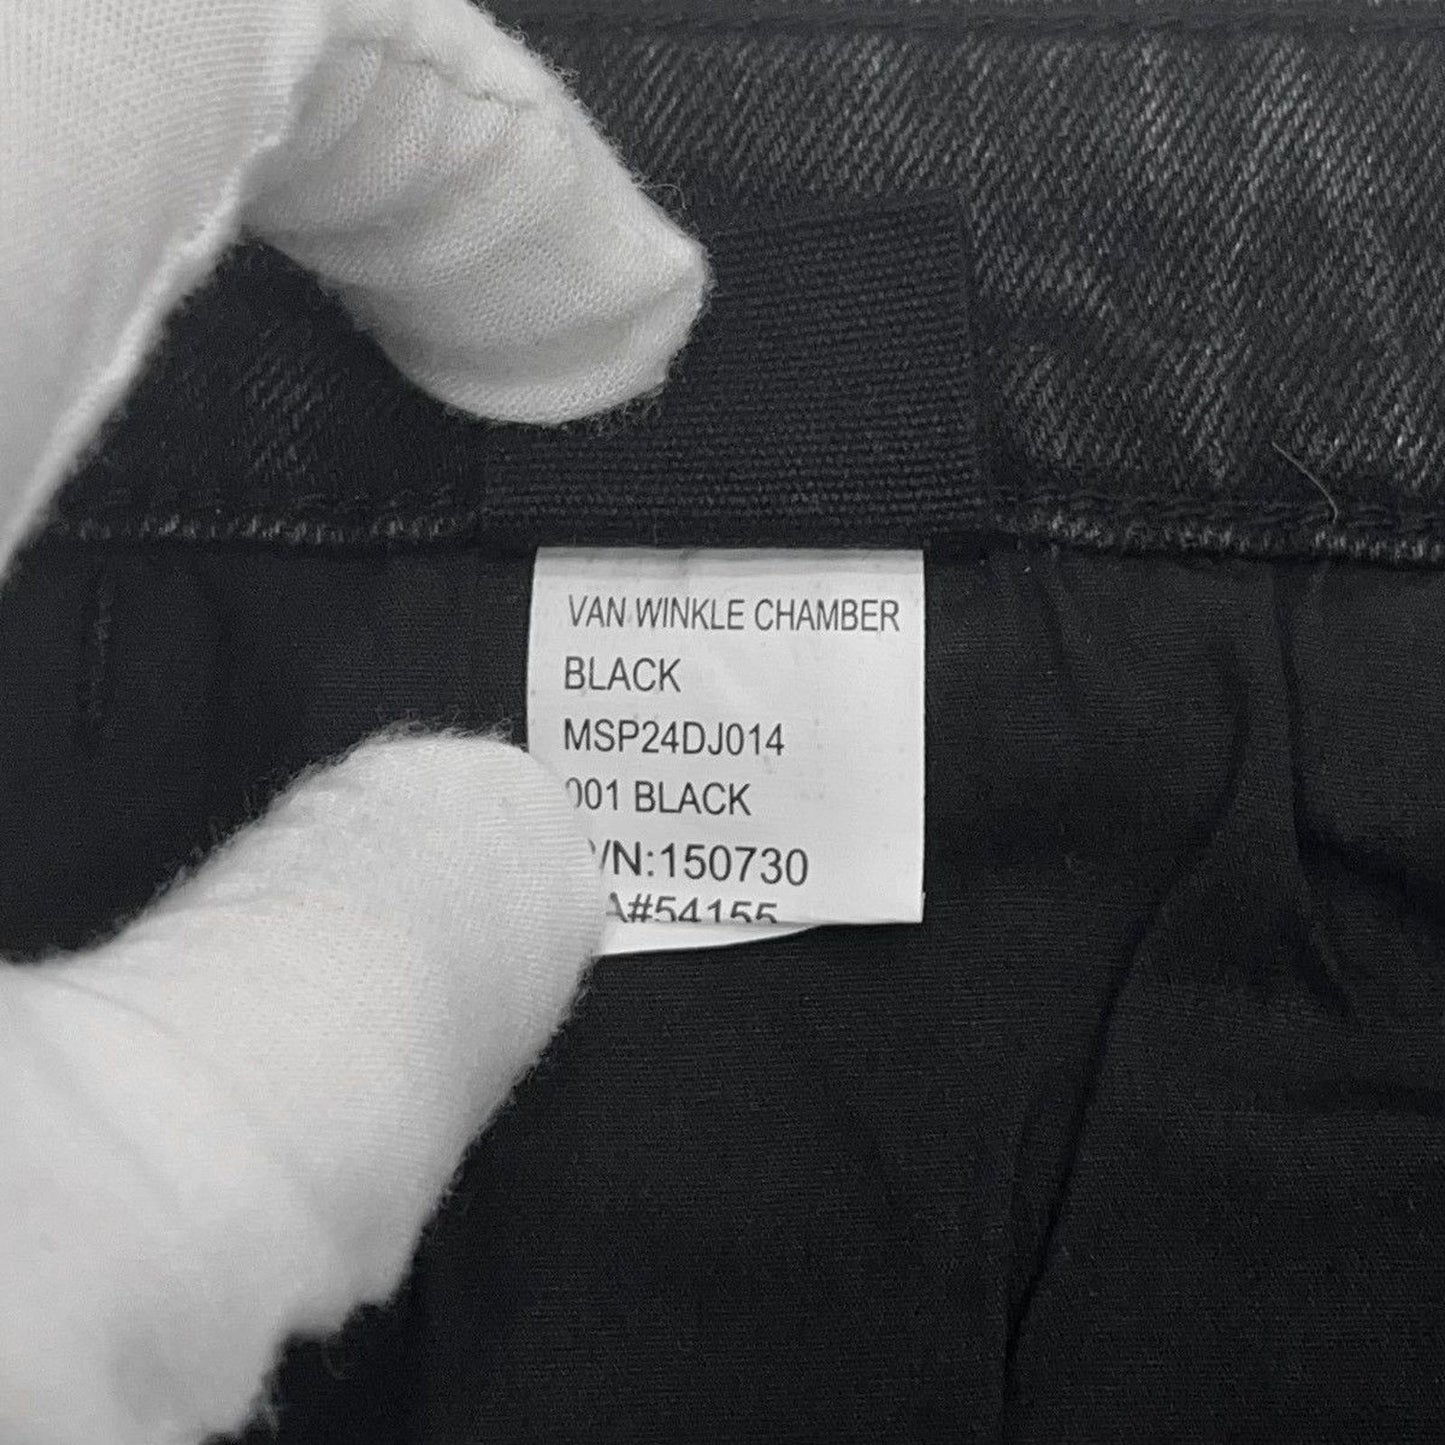 VAN WINKLE CHAMBER
BLACK
MSP24DJ014
001 BLACK
/N:150730
A#54155